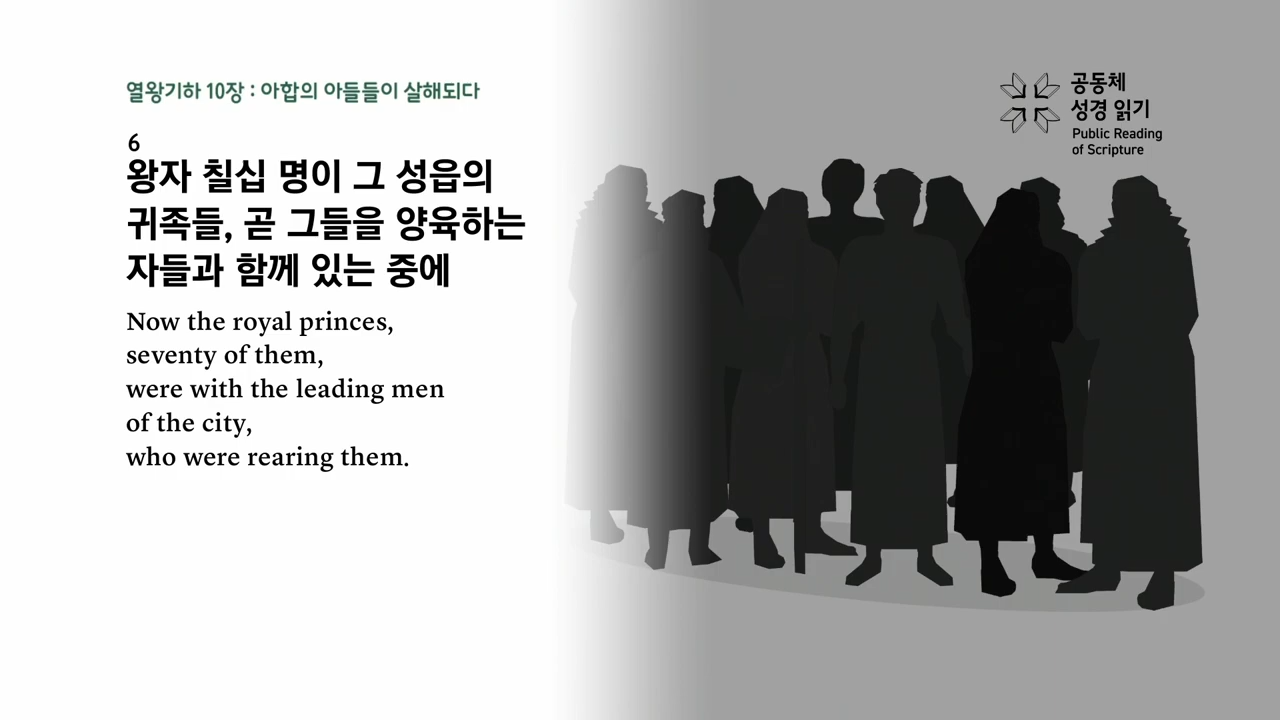 열왕기하 10장 : 아합의 아들들이 살해되다
6
왕자 칠십 명이 그 성읍의
귀족들, 곧 그들을 양육하는
자들과 함께 있는 중에
Now the royal princes,
seventy of them,
were with the leading men
of the city,
who were rearing them.
공동체
성경 읽기
Public Reading
of Scripture